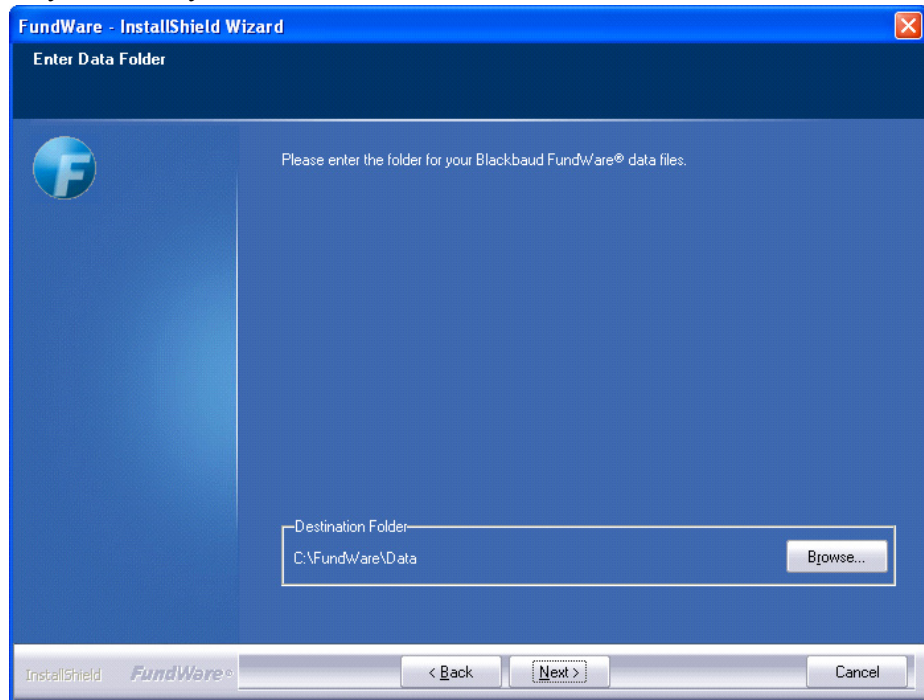 FundWare - InstallShield Wizard
Enter Data Folder
F
Please enter the folder for your Blackbaud FundWare® data files.
Destination Folder
C:\FundWare\Data
Browse...
InstallShield
FundWare®
< Back
Next >
Cancel